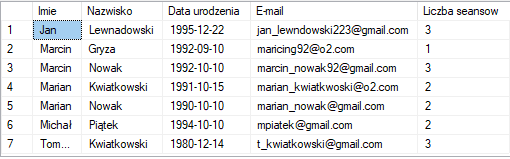 Imie Nazwisko Data urodzenia E-mail Liczba seansow
1 Jan Lewnadowski 1995-12-22 jan_lewndowski223@gmail.com 3
2 Marcin Gryza 1992-09-10 maricing92@o2.com 1
3 Marcin Nowak 1992-10-10 marcin_nowak92@gmail.com 3
4 Marian Kwiatkowski 1991-10-15 marian_kwiatkwoski@o2.com 2
5 Marian Nowak 1990-10-10 marian_nowak@gmail.com 2
6 Michał Piątek 1994-10-10 mpiatek@gmail.com 2
7 Tom... Kwiatkowski 1980-12-14 t_kwiatkowski@gmail.com 3